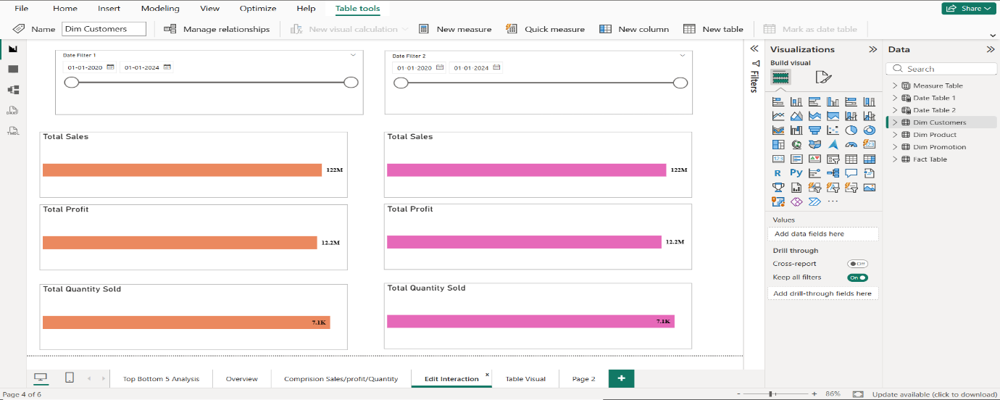 File Home Insert Modeling View Optimize Help Table tools Share
Name Dim Customers Manage relationships New visual calculation New measure Quick measure New column New table Mark as date table
Date Filter 1
01-01-2020 01-01-2024
Date Filter 2
01-01-2020 01-01-2024
Total Sales
122M
Total Sales
122M
Total Profit
12.2M
Total Profit
12.2M
Total Quantity Sold
7.1K
Total Quantity Sold
7.1K
Filters
Visualizations
Build visual
123
123
R Py
Values
Add data fields here
Drill through
Cross-report Off
Keep all filters On
Add drill-through fields here
Data
Search
Measure Table
Date Table 1
Date Table 2
Dim Customers
Dim Product
Dim Promotion
Fact Table
DAX
TMDL
Top Bottom 5 Analysis Overview Comprision Sales/profit/Quantity Edit Interaction Table Visual Page 2
Page 4 of 6 86% Update available (click to download)